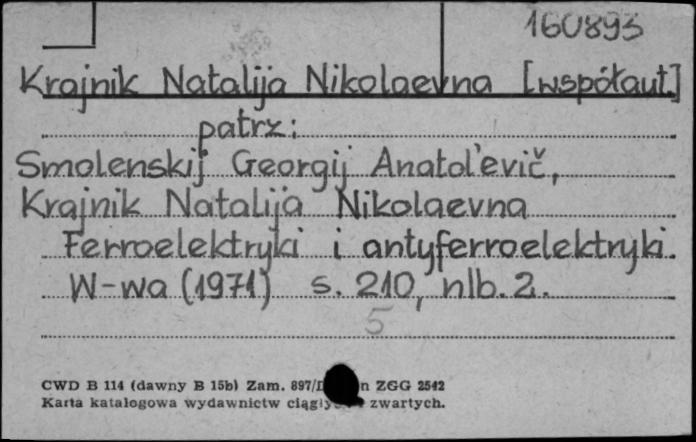 160893
Krajnik Natalija Nikolaevna [współaut.]
patrz:
Smolenskij Georgij Anatol'evič,
Krajnik Natalija Nikolaevna
Ferroelektryki i antyferroelektryki.
W-wa (1971) s. 210, nlb. 2.
5
CWD B 114 (dawny B 15b) Zam. 897/ ZGG 2542
Karta katalogowa wydawnictw zwartych.